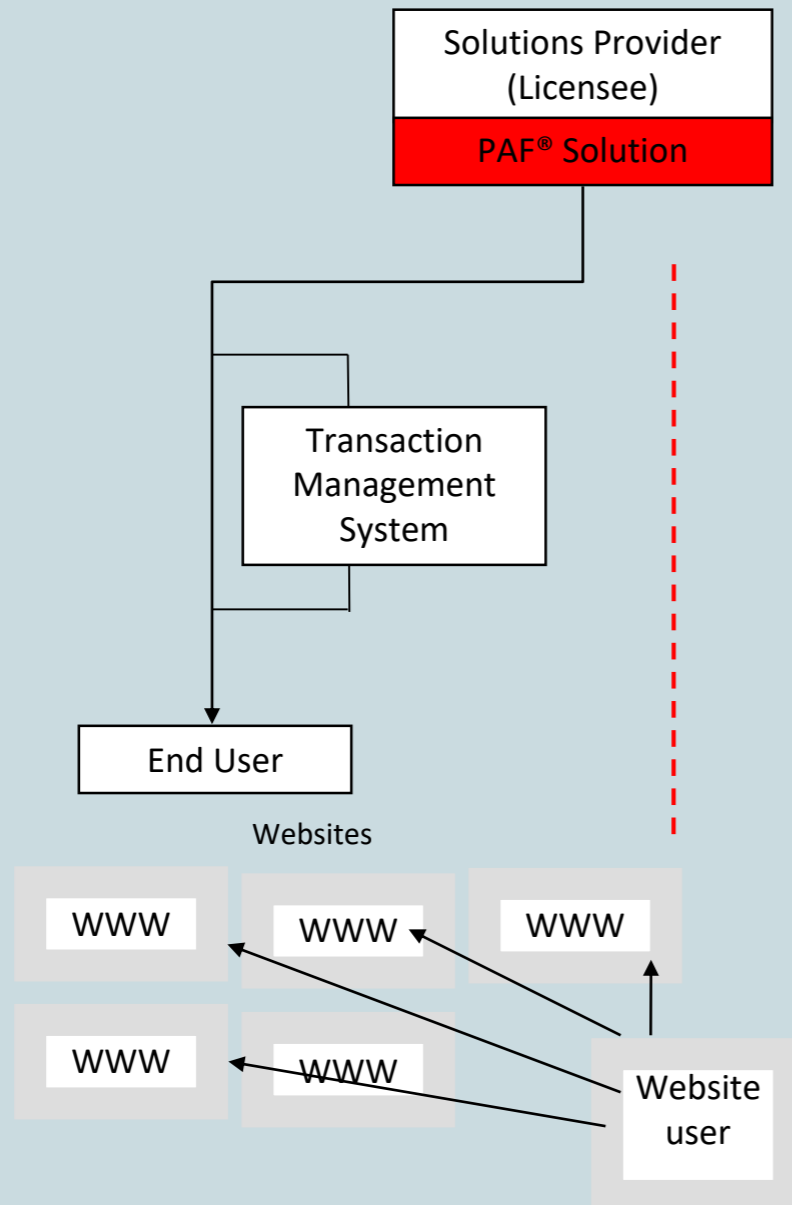 Solutions Provider
(Licensee)
PAF® Solution
Transaction
Management
System
End User
Websites
WWW
WWW
WWW
WWW
WWW
Website
user